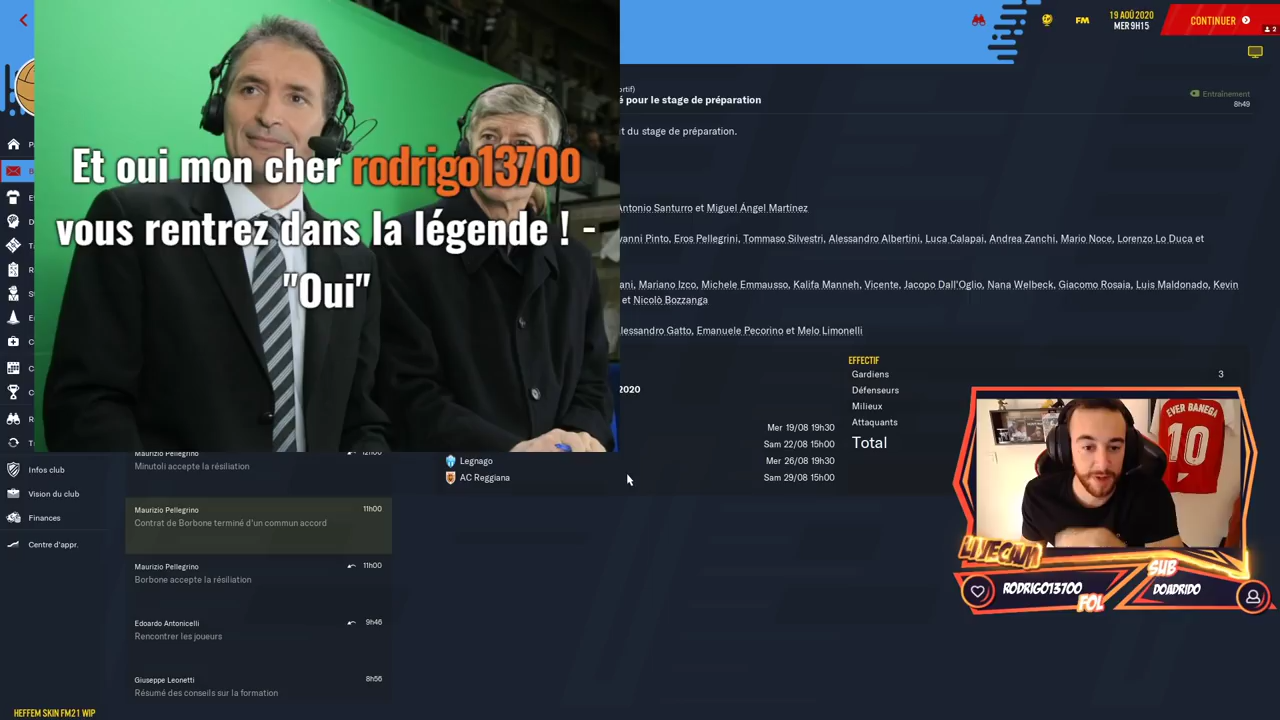 19 AOÛ 2020
MER 9H15
FM
CONTINUER
2
Et oui mon cher rodrigo13700
vous rentrez dans la légende ! -
"Oui"
ortif)
é pour le stage de préparation
Entraînement
8h49
t du stage de préparation.
Antonio Santurro et Miguel Ángel Martínez
vanni Pinto, Eros Pellegrini, Tommaso Silvestri, Alessandro Albertini, Luca Calapai, Andrea Zanchi, Mario Noce, Lorenzo Lo Duca et
ani, Mariano Izco, Michele Emmausso, Kalifa Manneh, Vicente, Jacopo Dall'Oglio, Nana Welbeck, Giacomo Rosaia, Luis Maldonado, Kevin
et Nicolò Bozzanga
lessandro Gatto, Emanuele Pecorino et Melo Limonelli
2020
Mer 19/08 19h30
Sam 22/08 15h00
Legnago Mer 26/08 19h30
AC Reggiana Sam 29/08 15h00
EFFECTIF
Gardiens 3
Défenseurs
Milieux
Attaquants
Total
Infos club
Vision du club
Finances
Centre d'appr.
Maurizio Pellegrino 12h00
Minutoli accepte la résiliation
Maurizio Pellegrino 11h00
Contrat de Borbone terminé d'un commun accord
Maurizio Pellegrino 11h00
Borbone accepte la résiliation
Edoardo Antonicelli 9h46
Rencontrer les joueurs
Giuseppe Leonetti 8h56
Résumé des conseils sur la formation
HEFFEM SKIN FM21 WIP
EVER BANEGA
10
LIVECAM
RODRIGO13700
FOL
SUB
DOADRIDO